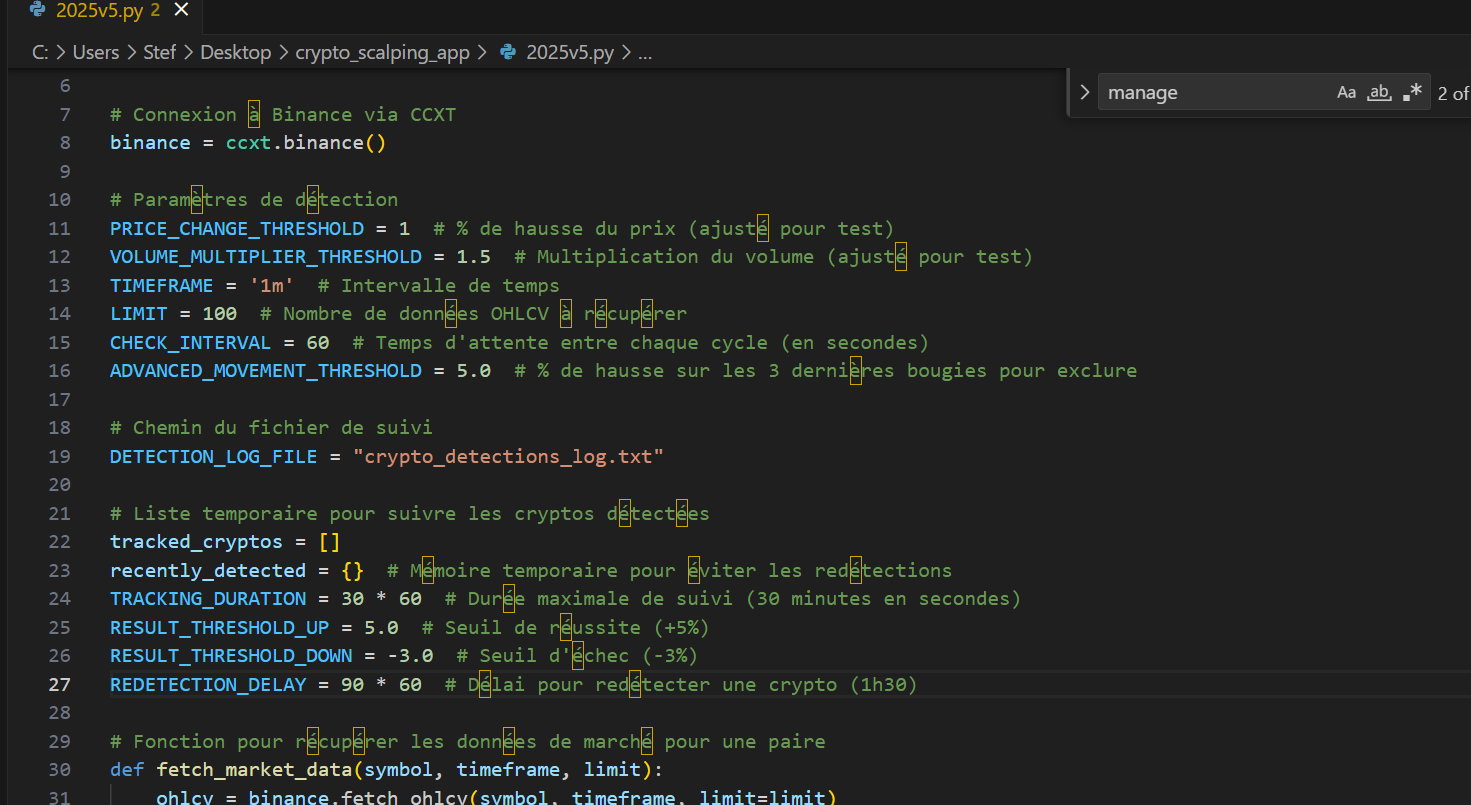 2025v5.py 2
C: > Users > Stef > Desktop > crypto_scalping_app > 2025v5.py > ...
manage Aa ab .* 2 of
6
7 # Connexion à Binance via CCXT
8 binance = ccxt.binance()
9
10 # Paramètres de détection
11 PRICE_CHANGE_THRESHOLD = 1  # % de hausse du prix (ajusté pour test)
12 VOLUME_MULTIPLIER_THRESHOLD = 1.5  # Multiplication du volume (ajusté pour test)
13 TIMEFRAME = '1m'  # Intervalle de temps
14 LIMIT = 100  # Nombre de données OHLCV à récupérer
15 CHECK_INTERVAL = 60  # Temps d'attente entre chaque cycle (en secondes)
16 ADVANCED_MOVEMENT_THRESHOLD = 5.0  # % de hausse sur les 3 dernières bougies pour exclure
17
18 # Chemin du fichier de suivi
19 DETECTION_LOG_FILE = "crypto_detections_log.txt"
20
21 # Liste temporaire pour suivre les cryptos détectées
22 tracked_cryptos = []
23 recently_detected = {}  # Mémoire temporaire pour éviter les redétections
24 TRACKING_DURATION = 30 * 60  # Durée maximale de suivi (30 minutes en secondes)
25 RESULT_THRESHOLD_UP = 5.0  # Seuil de réussite (+5%)
26 RESULT_THRESHOLD_DOWN = -3.0  # Seuil d'échec (-3%)
27 REDETECTION_DELAY = 90 * 60  # Délai pour redétecter une crypto (1h30)
28
29 # Fonction pour récupérer les données de marché pour une paire
30 def fetch_market_data(symbol, timeframe, limit):
31     ohlcv = binance.fetch_ohlcv(symbol, timeframe, limit=limit)